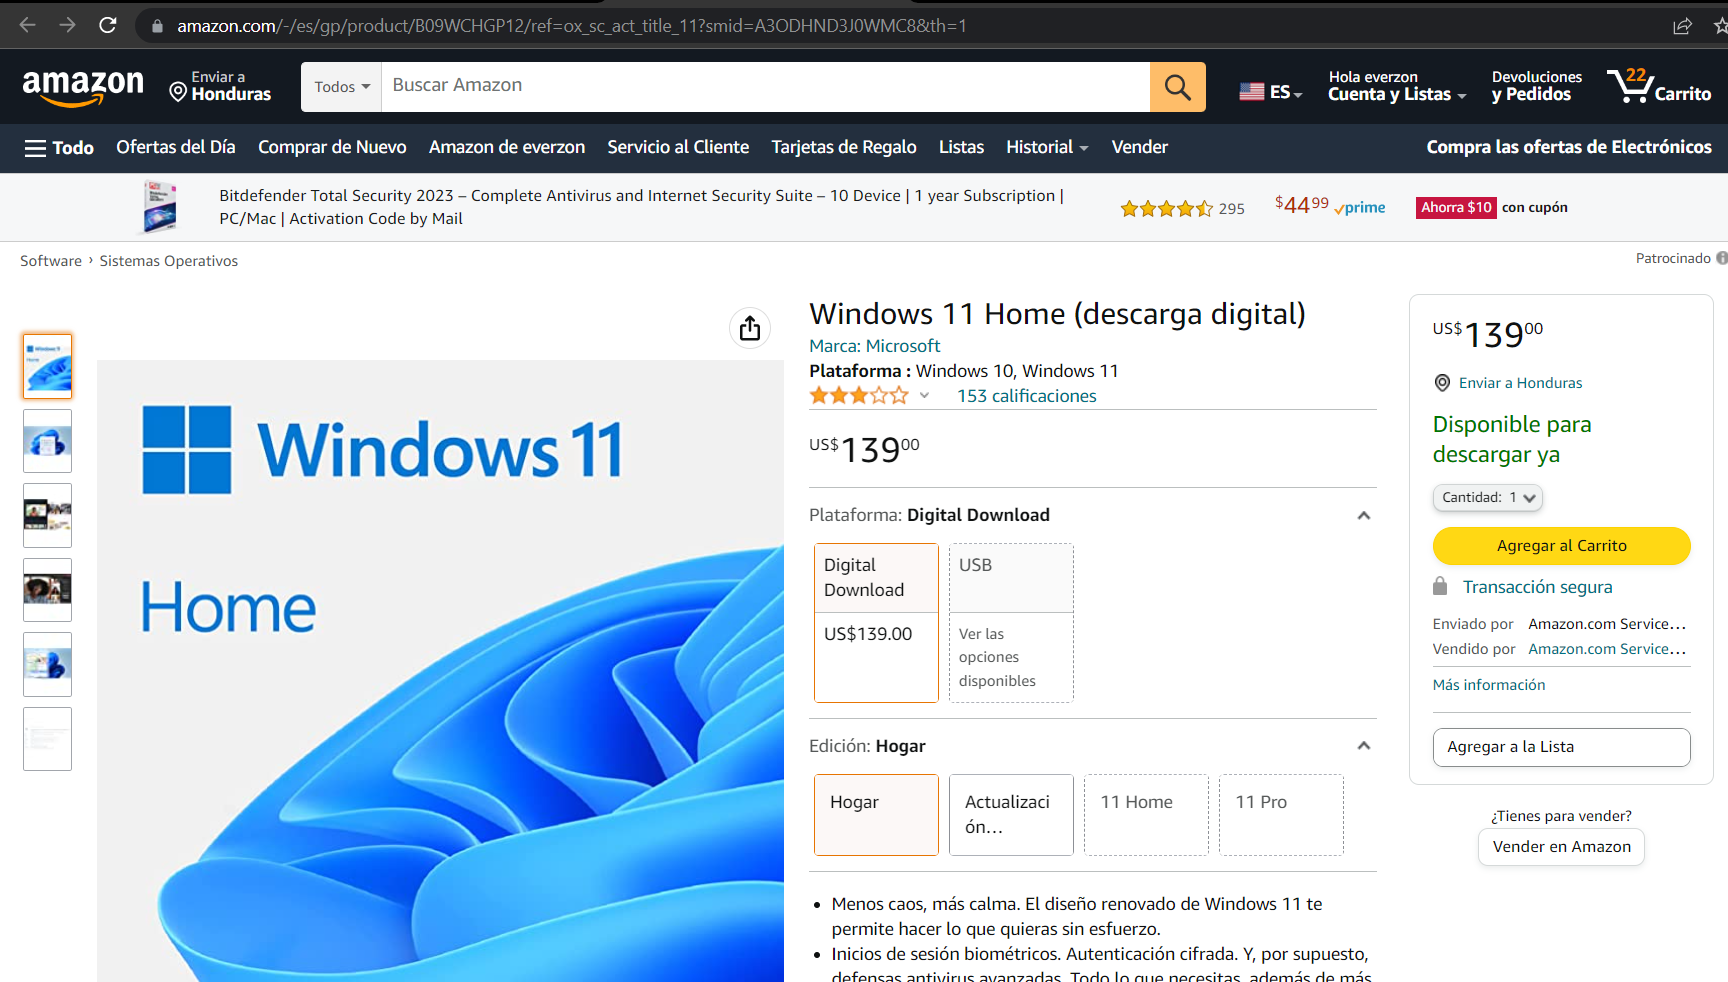 amazon.com/-/es/gp/product/B09WCHGP12/ref=ox_sc_act_title_11?smid=A3ODHND3J0WMC8&th=1
amazon
Enviar a
Honduras
Todos
Buscar Amazon
ES
Hola everzon
Cuenta y Listas
Devoluciones
y Pedidos
22
Carrito
Todo
Ofertas del Día
Comprar de Nuevo
Amazon de everzon
Servicio al Cliente
Tarjetas de Regalo
Listas
Historial
Vender
Compra las ofertas de Electrónicos
Bitdefender Total Security 2023 – Complete Antivirus and Internet Security Suite – 10 Device | 1 year Subscription |
PC/Mac | Activation Code by Mail
295
$4499
prime
Ahorra $10 con cupón
Software › Sistemas Operativos
Patrocinado
Windows 11
Home
Windows 11 Home (descarga digital)
Marca: Microsoft
Plataforma : Windows 10, Windows 11
153 calificaciones
US$13900
Plataforma: Digital Download
Digital
Download
US$139.00
USB
Ver las
opciones
disponibles
Edición: Hogar
Hogar
Actualizaci
ón...
11 Home
11 Pro
• Menos caos, más calma. El diseño renovado de Windows 11 te
permite hacer lo que quieras sin esfuerzo.
• Inicios de sesión biométricos. Autenticación cifrada. Y, por supuesto,
defensas antivirus avanzadas. Todo lo que necesitas, además de más
US$13900
Enviar a Honduras
Disponible para
descargar ya
Cantidad: 1
Agregar al Carrito
Transacción segura
Enviado por Amazon.com Service...
Vendido por Amazon.com Service...
Más información
Agregar a la Lista
¿Tienes para vender?
Vender en Amazon